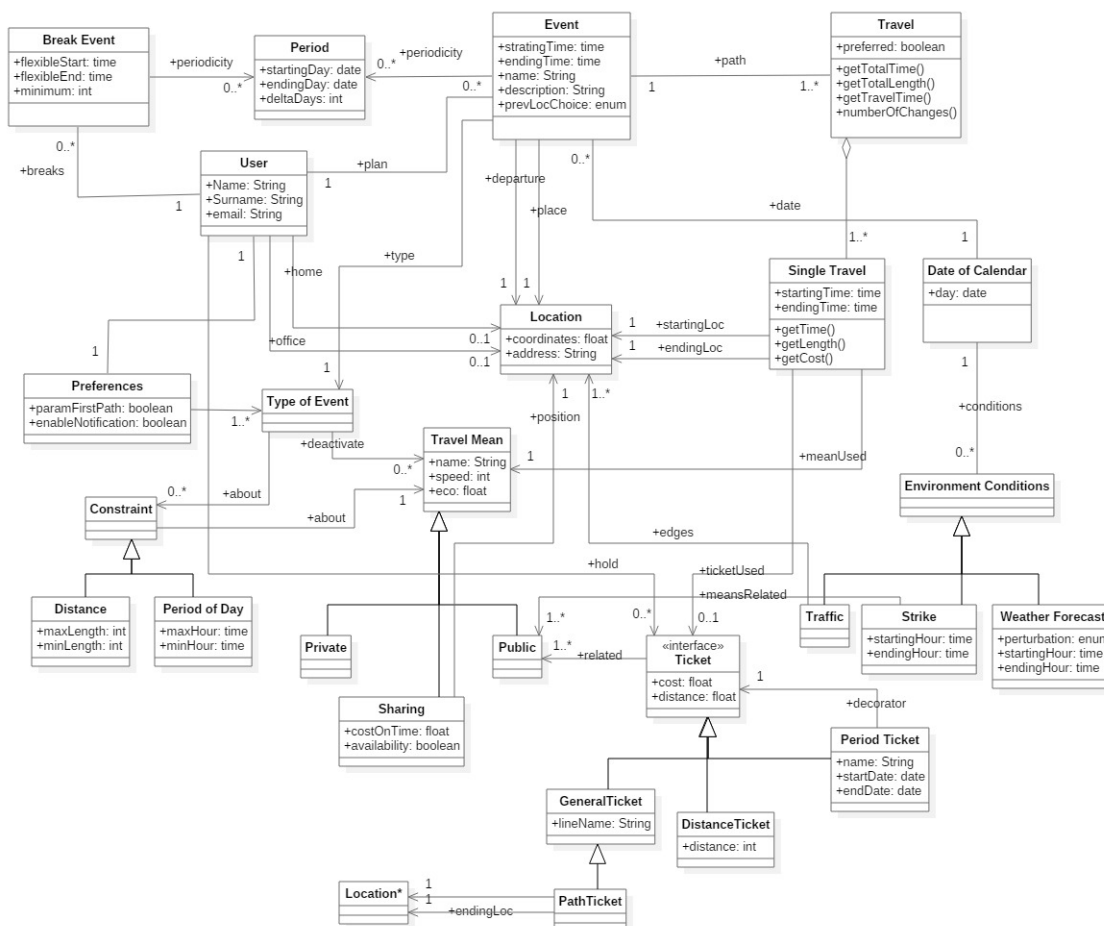 Break Event
+flexibleStart: time
+flexibleEnd: time
+minimum: int
+periodicity
0..*
Period
+startingDay: date
+endingDay: date
+deltaDays: int
+periodicity
0..*
Event
+stratingTime: time
+endingTime: time
+name: String
+description: String
+prevLocChoice: enum
+path
1
1..*
Travel
+preferred: boolean
+getTotalTime()
+getTotalLength()
+getTravelTime()
+numberOfChanges()
0..*
+breaks
1
User
+Name: String
+Surname: String
+email: String
0..*
+plan
1
+departure
+place
1
1
0..*
+date
1
1..*
+type
1
1
1
+home
0..1
+office
0..1
Location
+coordinates: float
+address: String
1
+startingLoc
1
+endingLoc
Single Travel
+startingTime: time
+endingTime: time
+getTime()
+getLength()
+getCost()
Date of Calendar
+day: date
1
+conditions
0..*
Preferences
+paramFirstPath: boolean
+enableNotification: boolean
1..*
Type of Event
+deactivate
0..*
1
+position
1..*
+edges
Travel Mean
+name: String
+speed: int
+eco: float
1
+meanUsed
0..*
+about
Constraint
+about
1
Environment Conditions
+hold
0..*
+ticketUsed
0..1
+meansRelated
1..*
Distance
+maxLength: int
+minLength: int
Period of Day
+maxHour: time
+minHour: time
Private
Public
1..*
+related
«interface»
Ticket
+cost: float
+distance: float
Traffic
Strike
+startingHour: time
+endingHour: time
Weather Forecast
+perturbation: enum
+startingHour: time
+endingHour: time
Sharing
+costOnTime: float
+availability: boolean
1
+decorator
Period Ticket
+name: String
+startDate: date
+endDate: date
GeneralTicket
+lineName: String
DistanceTicket
+distance: int
Location*
1
1
+endingLoc
PathTicket